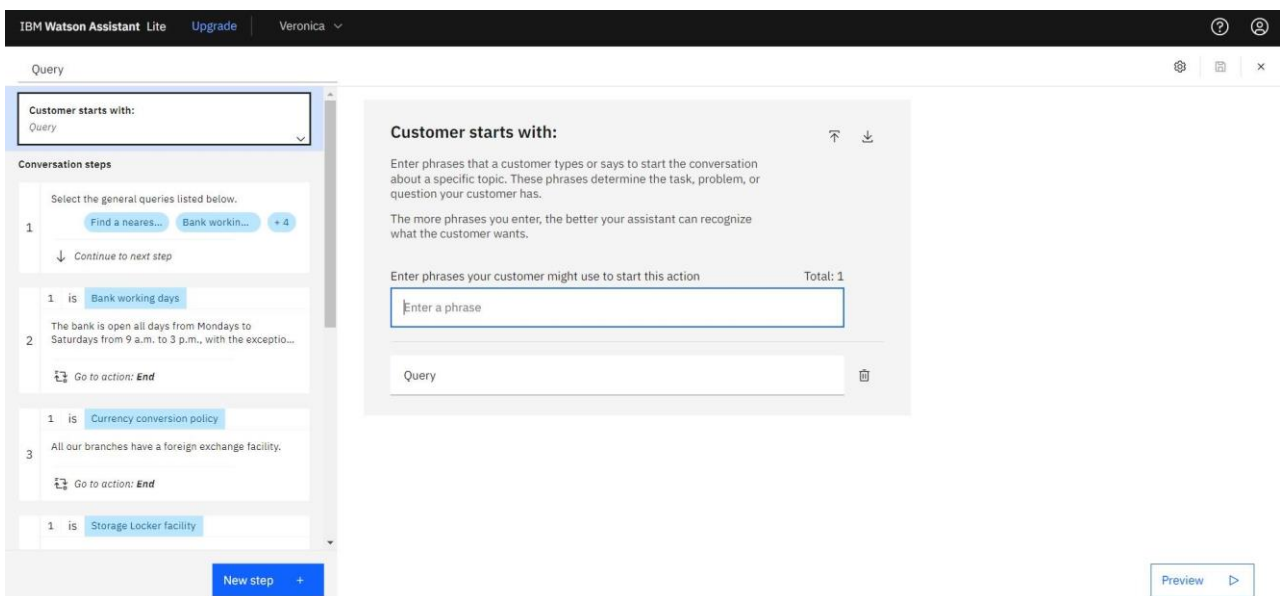 IBM Watson Assistant Lite Upgrade Veronica
Query
Customer starts with:
Query
Conversation steps
1
Select the general queries listed below.
Find a neares... Bank workin... + 4
Continue to next step
1 is Bank working days
2
The bank is open all days from Mondays to
Saturdays from 9 a.m. to 3 p.m., with the exceptio...
Go to action: End
1 is Currency conversion policy
3
All our branches have a foreign exchange facility.
Go to action: End
1 is Storage Locker facility
New step +
Customer starts with:
Enter phrases that a customer types or says to start the conversation
about a specific topic. These phrases determine the task, problem, or
question your customer has.
The more phrases you enter, the better your assistant can recognize
what the customer wants.
Enter phrases your customer might use to start this action Total: 1
Enter a phrase
Query
Preview